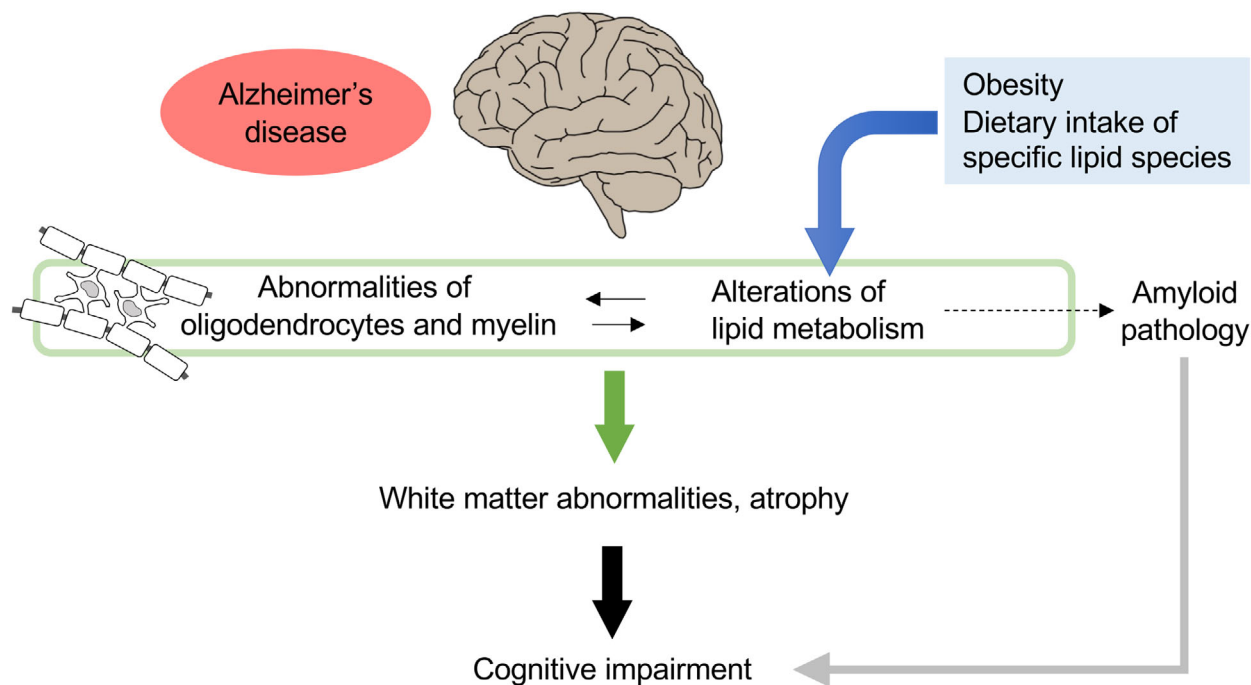 Alzheimer's
disease
Obesity
Dietary intake of
specific lipid species
Abnormalities of
oligodendrocytes and myelin
Alterations of
lipid metabolism
Amyloid
pathology
White matter abnormalities, atrophy
Cognitive impairment